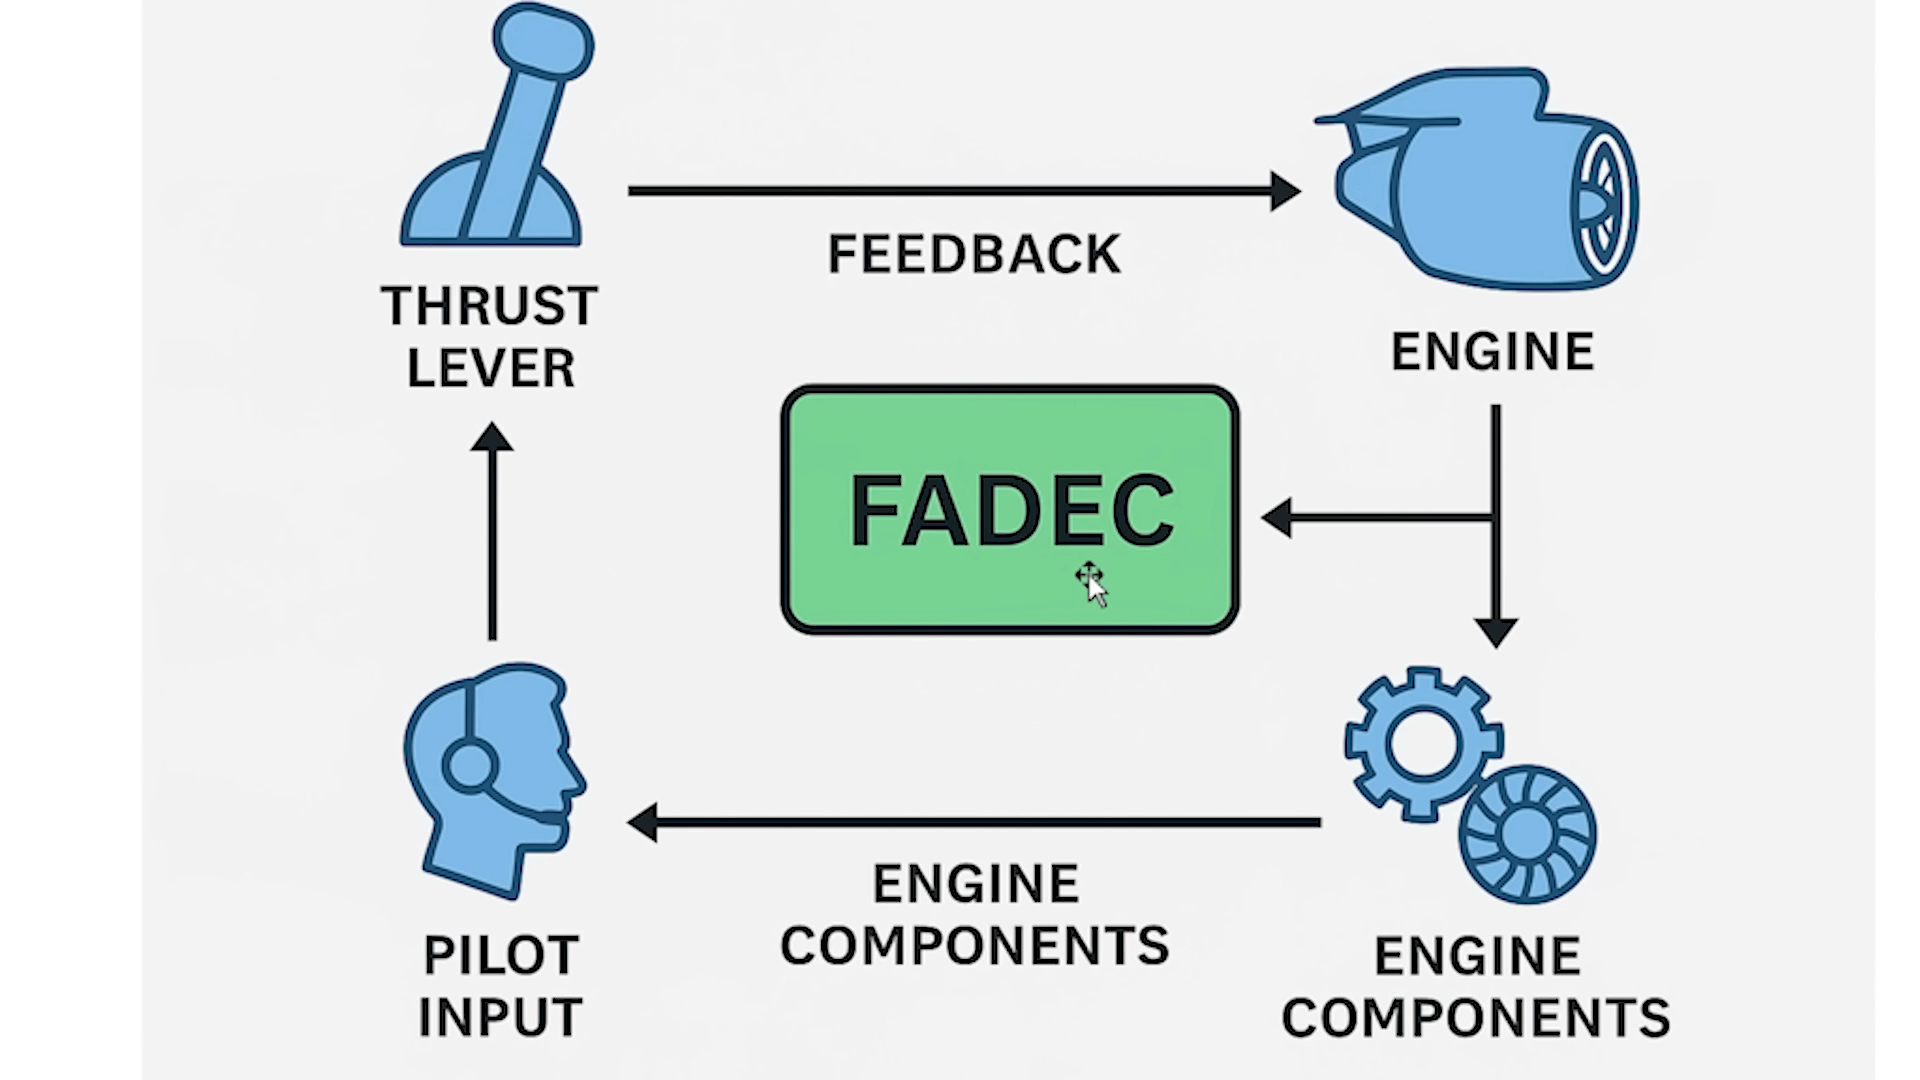 FEEDBACK
THRUST
LEVER
ENGINE
FADEC
ENGINE
COMPONENTS
PILOT
INPUT
ENGINE
COMPONENTS